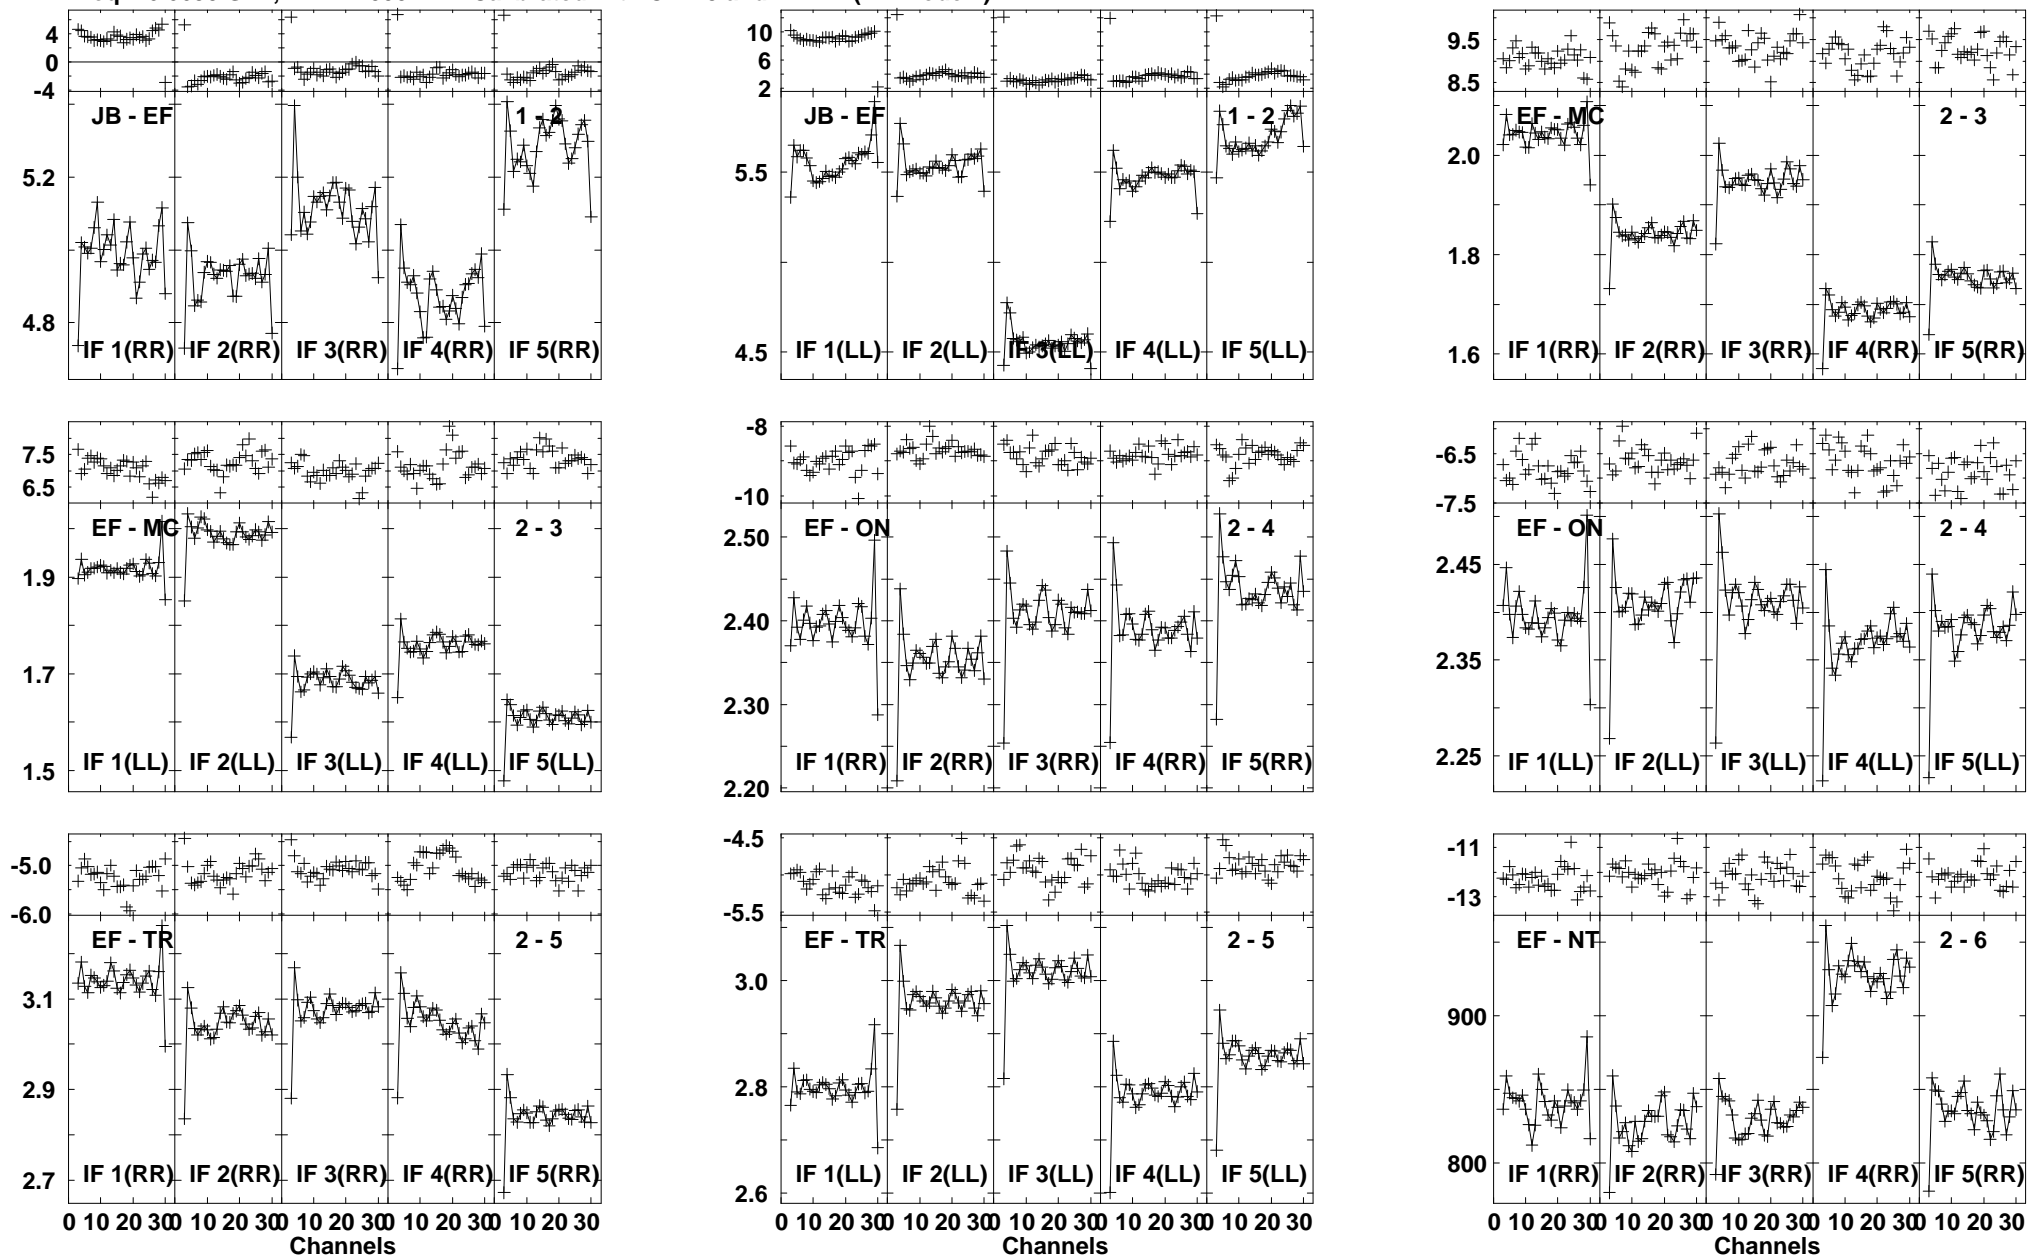 4
0
-4
JB - EF
1 - 2
5.2
4.8
IF 1(RR)
IF 2(RR)
IF 3(RR)
IF 4(RR)
IF 5(RR)
10
6
2
JB - EF
1 - 2
5.5
4.5
IF 1(LL)
IF 2(LL)
IF 3(LL)
IF 4(LL)
IF 5(LL)
9.5
8.5
EF - MC
2 - 3
2.0
1.8
1.6
IF 1(RR)
IF 2(RR)
IF 3(RR)
IF 4(RR)
IF 5(RR)
7.5
6.5
EF - MC
2 - 3
1.9
1.7
1.5
IF 1(LL)
IF 2(LL)
IF 3(LL)
IF 4(LL)
IF 5(LL)
-8
-10
EF - ON
2 - 4
2.50
2.40
2.30
2.20
IF 1(RR)
IF 2(RR)
IF 3(RR)
IF 4(RR)
IF 5(RR)
-6.5
-7.5
EF - ON
2 - 4
2.45
2.35
2.25
IF 1(LL)
IF 2(LL)
IF 3(LL)
IF 4(LL)
IF 5(LL)
-5.0
-6.0
EF - TR
2 - 5
3.1
2.9
2.7
IF 1(RR)
IF 2(RR)
IF 3(RR)
IF 4(RR)
IF 5(RR)
0 10 20 30 0 10 20 30 0 10 20 30 0 10 20 30 0 10 20 30
Channels
-4.5
-5.5
EF - TR
2 - 5
3.0
2.8
2.6
IF 1(LL)
IF 2(LL)
IF 3(LL)
IF 4(LL)
IF 5(LL)
0 10 20 30 0 10 20 30 0 10 20 30 0 10 20 30 0 10 20 30
Channels
-11
-13
EF - NT
2 - 6
900
800
IF 1(RR)
IF 2(RR)
IF 3(RR)
IF 4(RR)
IF 5(RR)
0 10 20 30 0 10 20 30 0 10 20 30 0 10 20 30 0 10 20 30
Channels